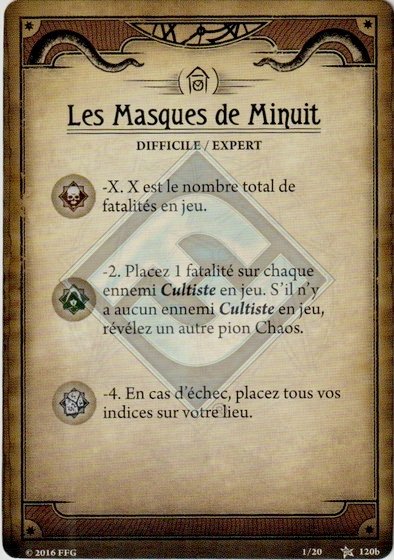 Les Masques de Minuit
DIFFICILE / EXPERT
-X. X est le nombre total de
fatalités en jeu.
-2. Placez 1 fatalité sur chaque
ennemi Cultiste en jeu. S'il n'y
a aucun ennemi Cultiste en jeu,
révélez un autre pion Chaos.
-4. En cas d'échec, placez tous vos
indices sur votre lieu.
© 2016 FFG 1/20 120b